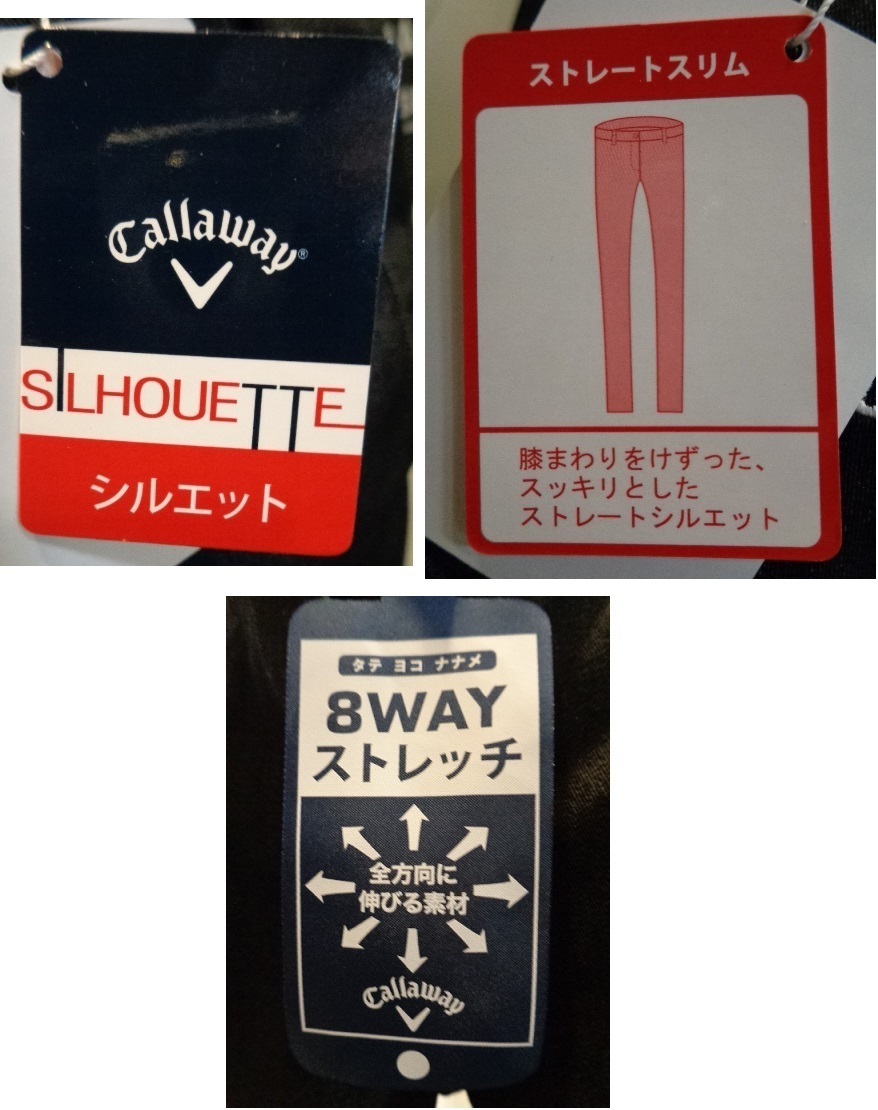 Callaway®
SILHOUETTE
シルエット
ストレートスリム
膝まわりをけずった、
スッキリとした
ストレートシルエット
タテ ヨコ ナナメ
8WAY
ストレッチ
全方向に
伸びる素材
Callaway